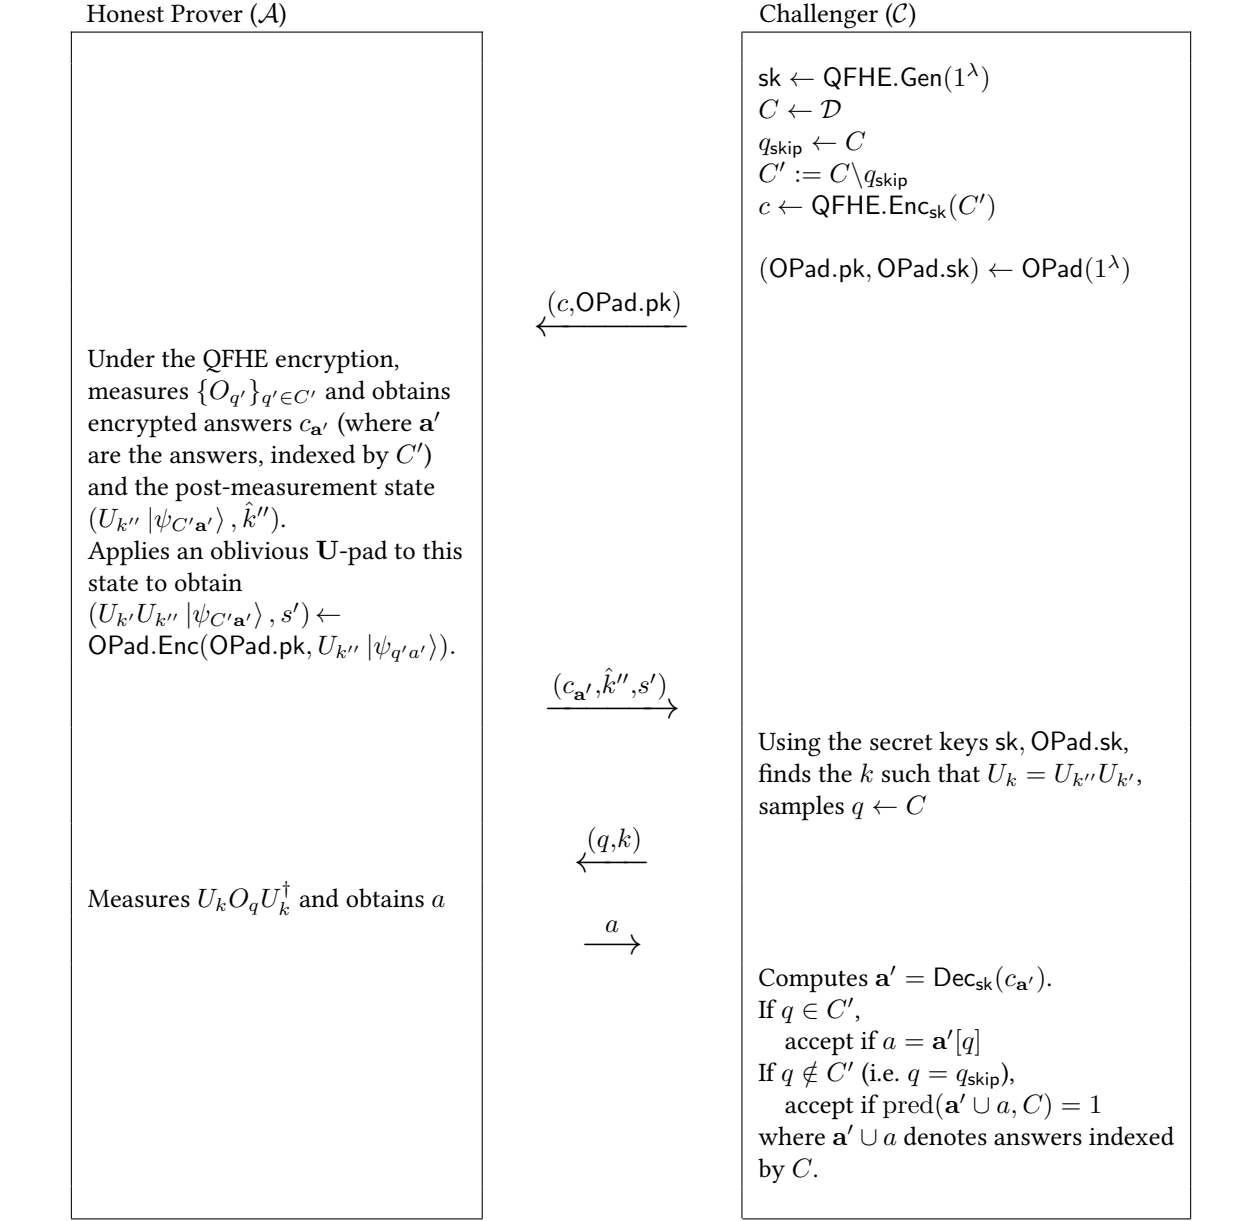 Honest Prover (𝒜)
Challenger (𝒞)
sk ← QFHE.Gen(1^λ)
C ← 𝒟
q_skip ← C
C′ := C\q_skip
c ← QFHE.Enc_sk(C′)
(OPad.pk, OPad.sk) ← OPad(1^λ)
(c,OPad.pk)
Under the QFHE encryption,
measures {O_q′}_q′∈C′ and obtains
encrypted answers c_𝐚′ (where 𝐚′
are the answers, indexed by C′)
and the post-measurement state
(U_k″ |ψ_C′𝐚′⟩ , k̂″).
Applies an oblivious 𝐔-pad to this
state to obtain
(U_k′U_k″ |ψ_C′𝐚′⟩ , s′) ←
OPad.Enc(OPad.pk, U_k″ |ψ_q′a′⟩).
(c_𝐚′,k̂″,s′)
Using the secret keys sk, OPad.sk,
finds the k such that U_k = U_k″U_k′,
samples q ← C
(q,k)
Measures U_kO_qU_k^† and obtains a
a
Computes 𝐚′ = Dec_sk(c_𝐚′).
If q ∈ C′,
accept if a = 𝐚′[q]
If q ∉ C′ (i.e. q = q_skip),
accept if pred(𝐚′ ∪ a, C) = 1
where 𝐚′ ∪ a denotes answers indexed
by C.